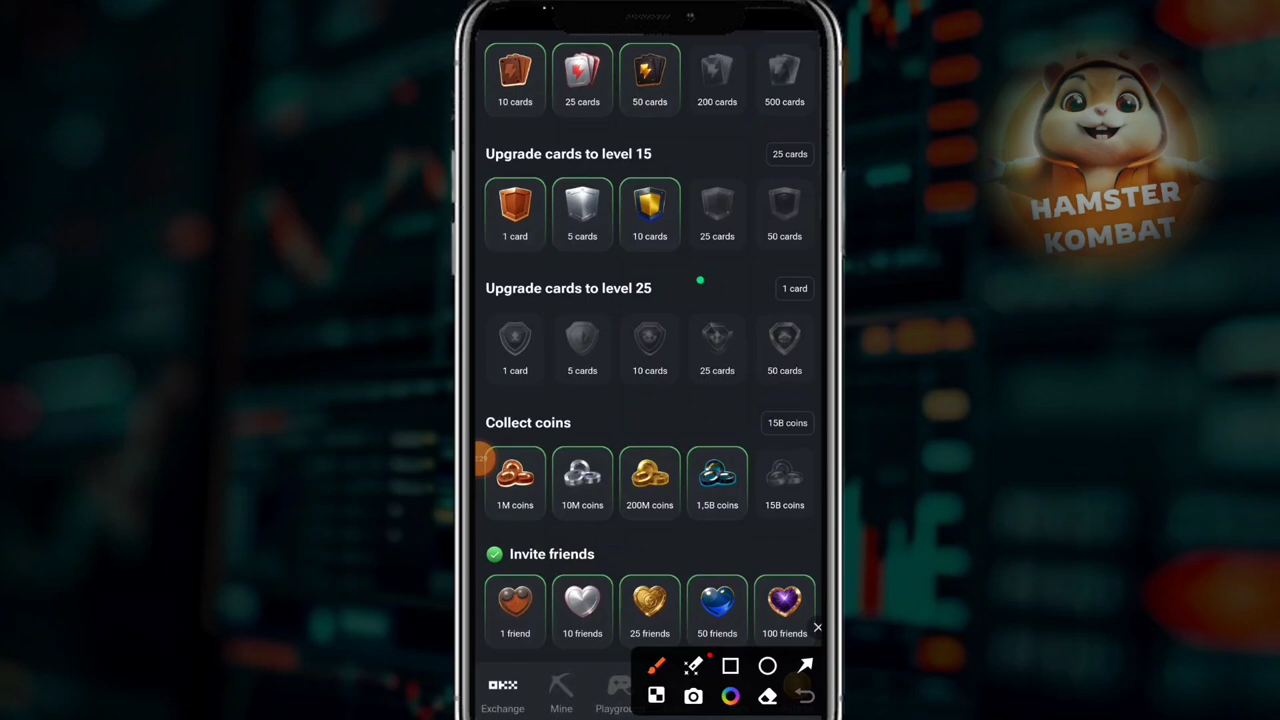 10 cards 25 cards 50 cards 200 cards 500 cards
Upgrade cards to level 15 25 cards
1 card 5 cards 10 cards 25 cards 50 cards
Upgrade cards to level 25 1 card
1 card 5 cards 10 cards 25 cards 50 cards
Collect coins 15B coins
:29
1M coins 10M coins 200M coins 1,5B coins 15B coins
Invite friends
1 friend 10 friends 25 friends 50 friends 100 friends
OKX
Exchange Mine
HAMSTER
KOMBAT